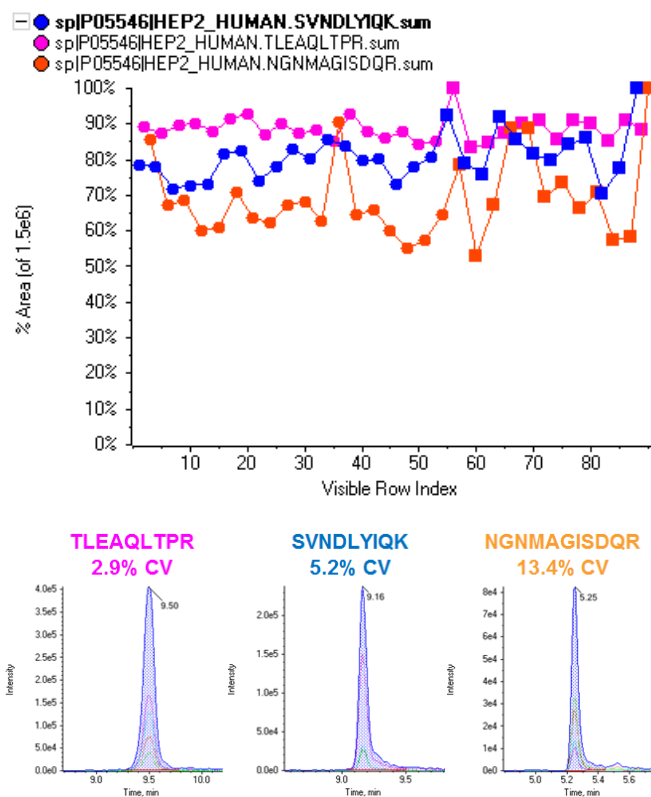 sp|P05546|HEP2_HUMAN.SVNDLYIQK.sum
sp|P05546|HEP2_HUMAN.TLEAQLTPR.sum
sp|P05546|HEP2_HUMAN.NGNMAGISDQR.sum
100%
90%
80%
70%
60%
50%
40%
30%
20%
10%
0%
% Area (of 1.5e6)
10 20 30 40 50 60 70 80
Visible Row Index
TLEAQLTPR
2.9% CV
SVNDLYIQK
5.2% CV
NGNMAGISDQR
13.4% CV
Intensity
4.0e5
3.5e5
3.0e5
2.5e5
2.0e5
1.5e5
1.0e5
5.0e4
0.0e0
9.50
9.0 9.5 10.0
Time, min
Intensity
2.0e5
1.5e5
1.0e5
5.0e4
0.0e0
9.16
9.0 9.5
Time, min
Intensity
8e4
7e4
6e4
5e4
4e4
3e4
2e4
1e4
0e0
5.25
5.0 5.2 5.4 5.6
Time, min